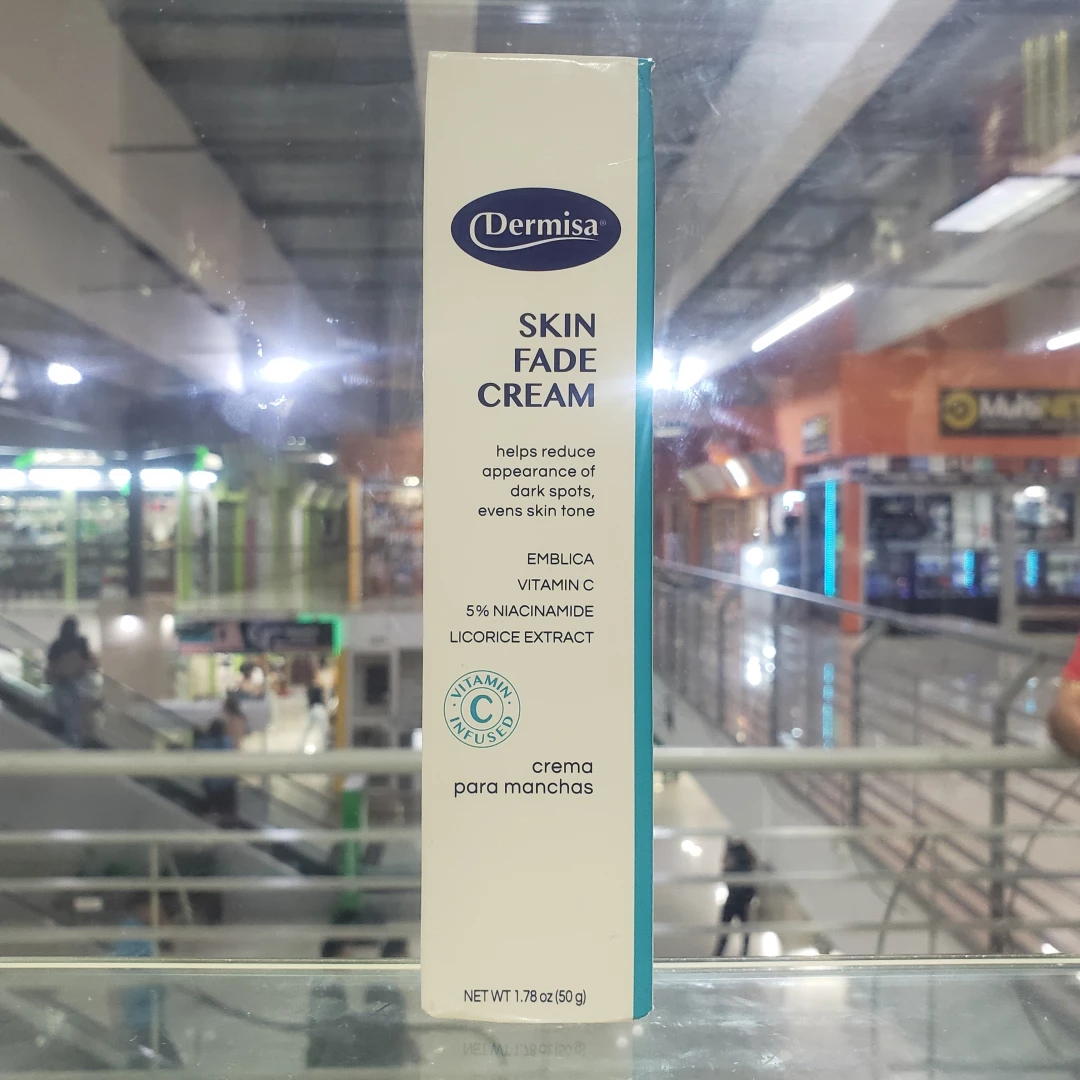 Dermisa®
SKIN
FADE
CREAM
helps reduce
appearance of
dark spots,
evens skin tone
EMBLICA
VITAMIN C
5% NIACINAMIDE
LICORICE EXTRACT
VITAMIN
C
INFUSED
crema
para manchas
NET WT 1.78 oz (50 g)
MultiNET